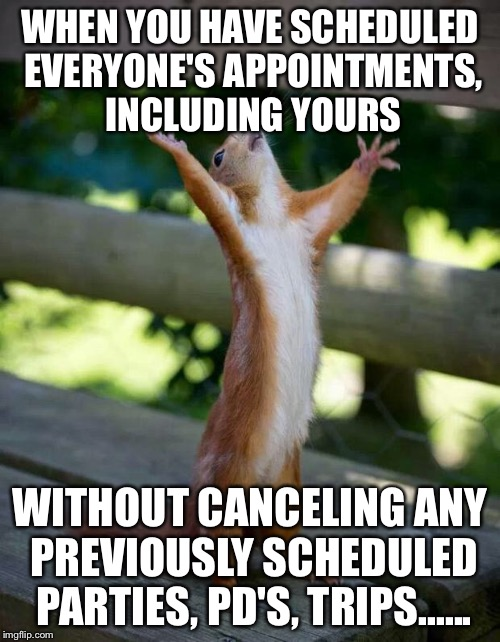 WHEN YOU HAVE SCHEDULED
EVERYONE'S APPOINTMENTS,
INCLUDING YOURS
WITHOUT CANCELING ANY
PREVIOUSLY SCHEDULED
PARTIES, PD'S, TRIPS......
imgflip.com